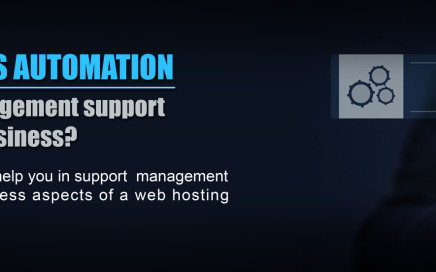 S AUTOMATION
gement support
siness?
help you in support management
ess aspects of a web hosting